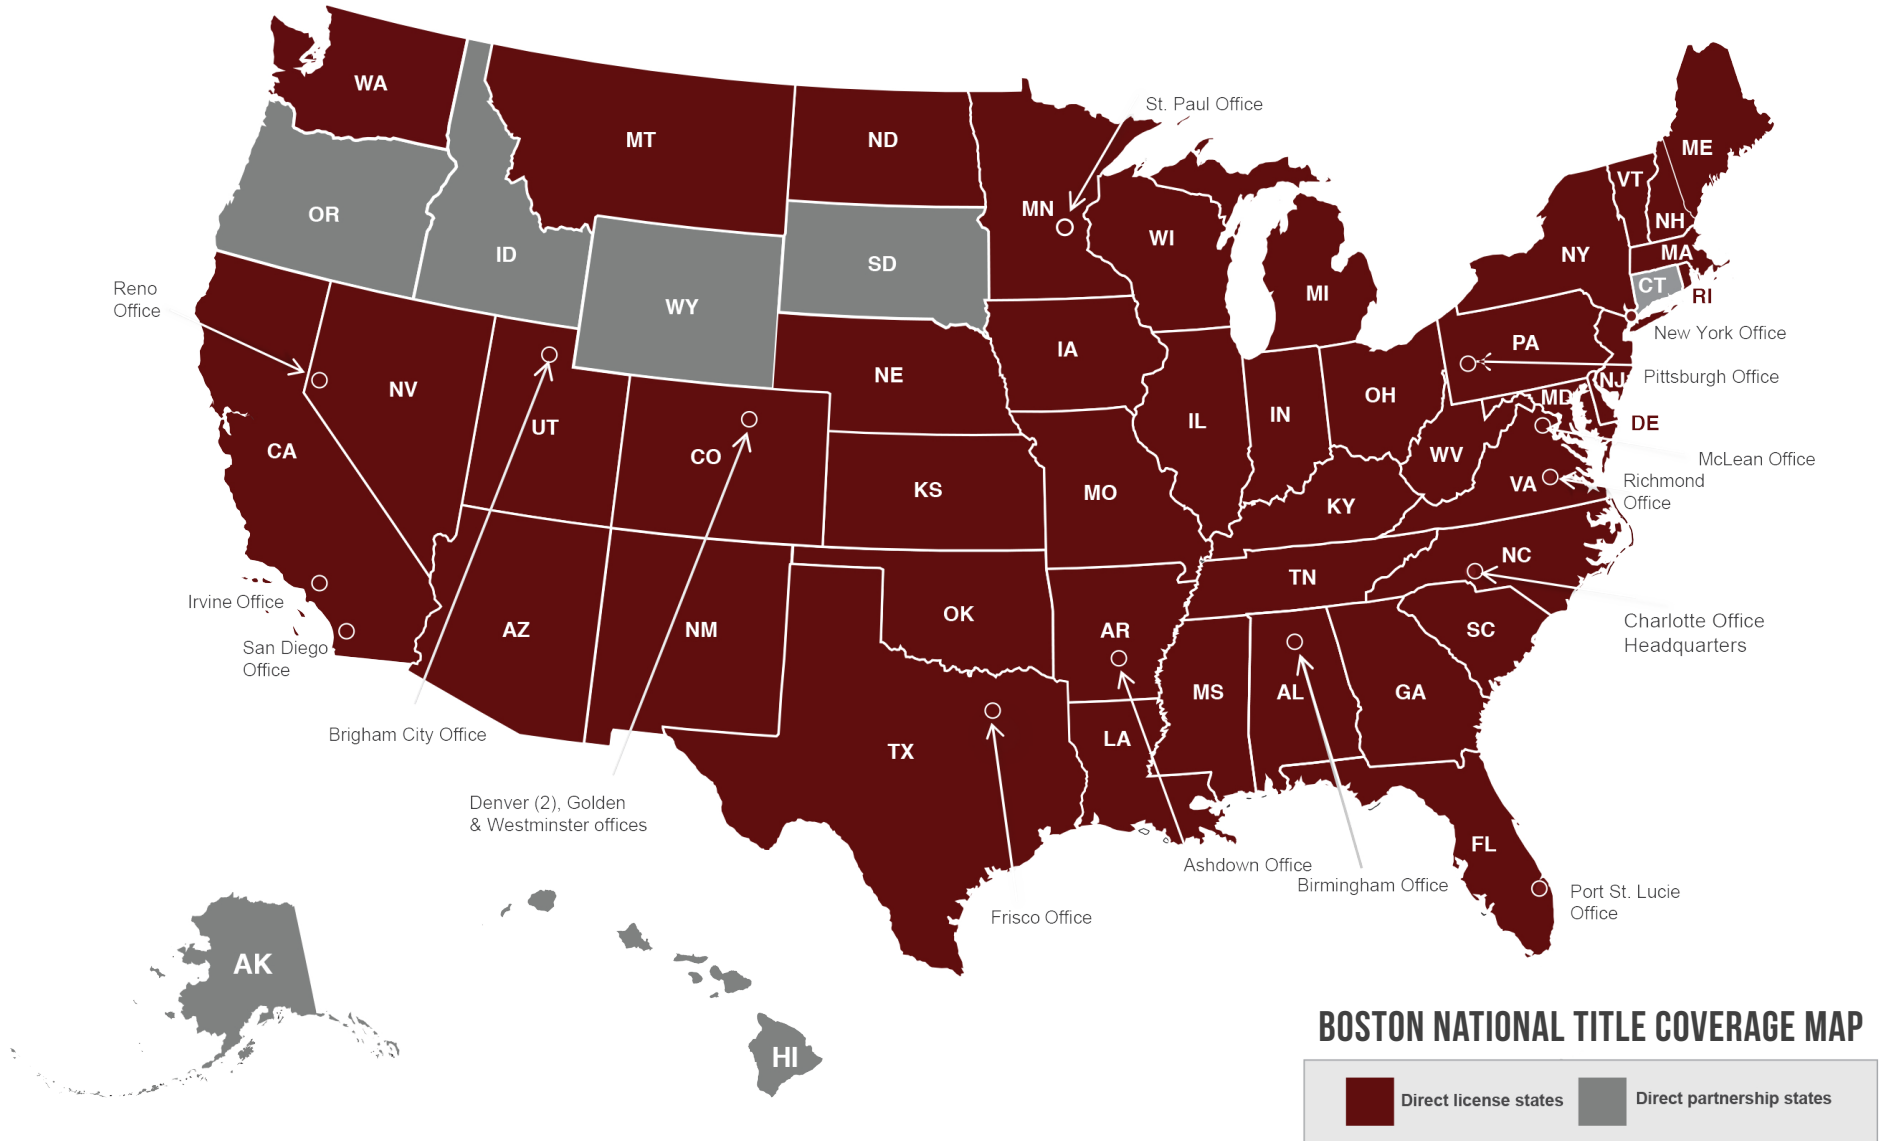 WA
MT
ND
St. Paul Office
ME
VT
OR
MN
NH
WI
ID
SD
NY
MA
CT
RI
Reno
Office
WY
MI
New York Office
PA
IA
Pittsburgh Office
NE
NJ
NV
OH
MD
DE
UT
IL
IN
CA
CO
WV
McLean Office
KS
MO
VA
Richmond
Office
KY
NC
TN
Irvine Office
OK
Charlotte Office
Headquarters
AZ
NM
AR
SC
San Diego
Office
MS
AL
GA
Brigham City Office
LA
TX
Denver (2), Golden
& Westminster offices
FL
Ashdown Office
Birmingham Office
Port St. Lucie
Office
Frisco Office
AK
HI
BOSTON NATIONAL TITLE COVERAGE MAP
Direct license states
Direct partnership states